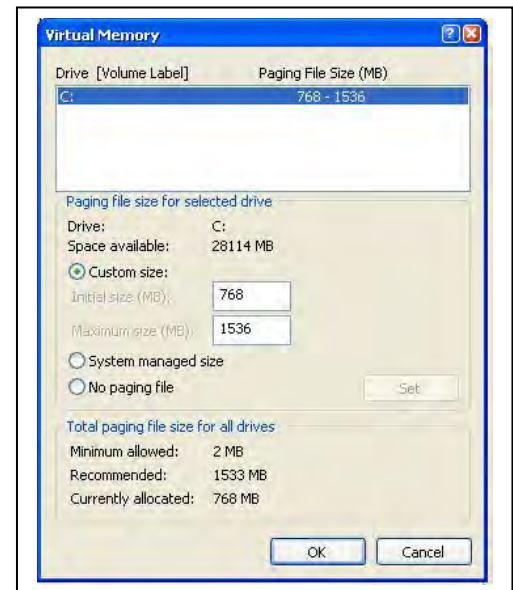 Virtual Memory
Drive [Volume Label] Paging File Size (MB)
C: 768 - 1536
Paging file size for selected drive
Drive: C:
Space available: 28114 MB
Custom size:
Initial size (MB): 768
Maximum size (MB): 1536
System managed size
No paging file Set
Total paging file size for all drives
Minimum allowed: 2 MB
Recommended: 1533 MB
Currently allocated: 768 MB
OK Cancel